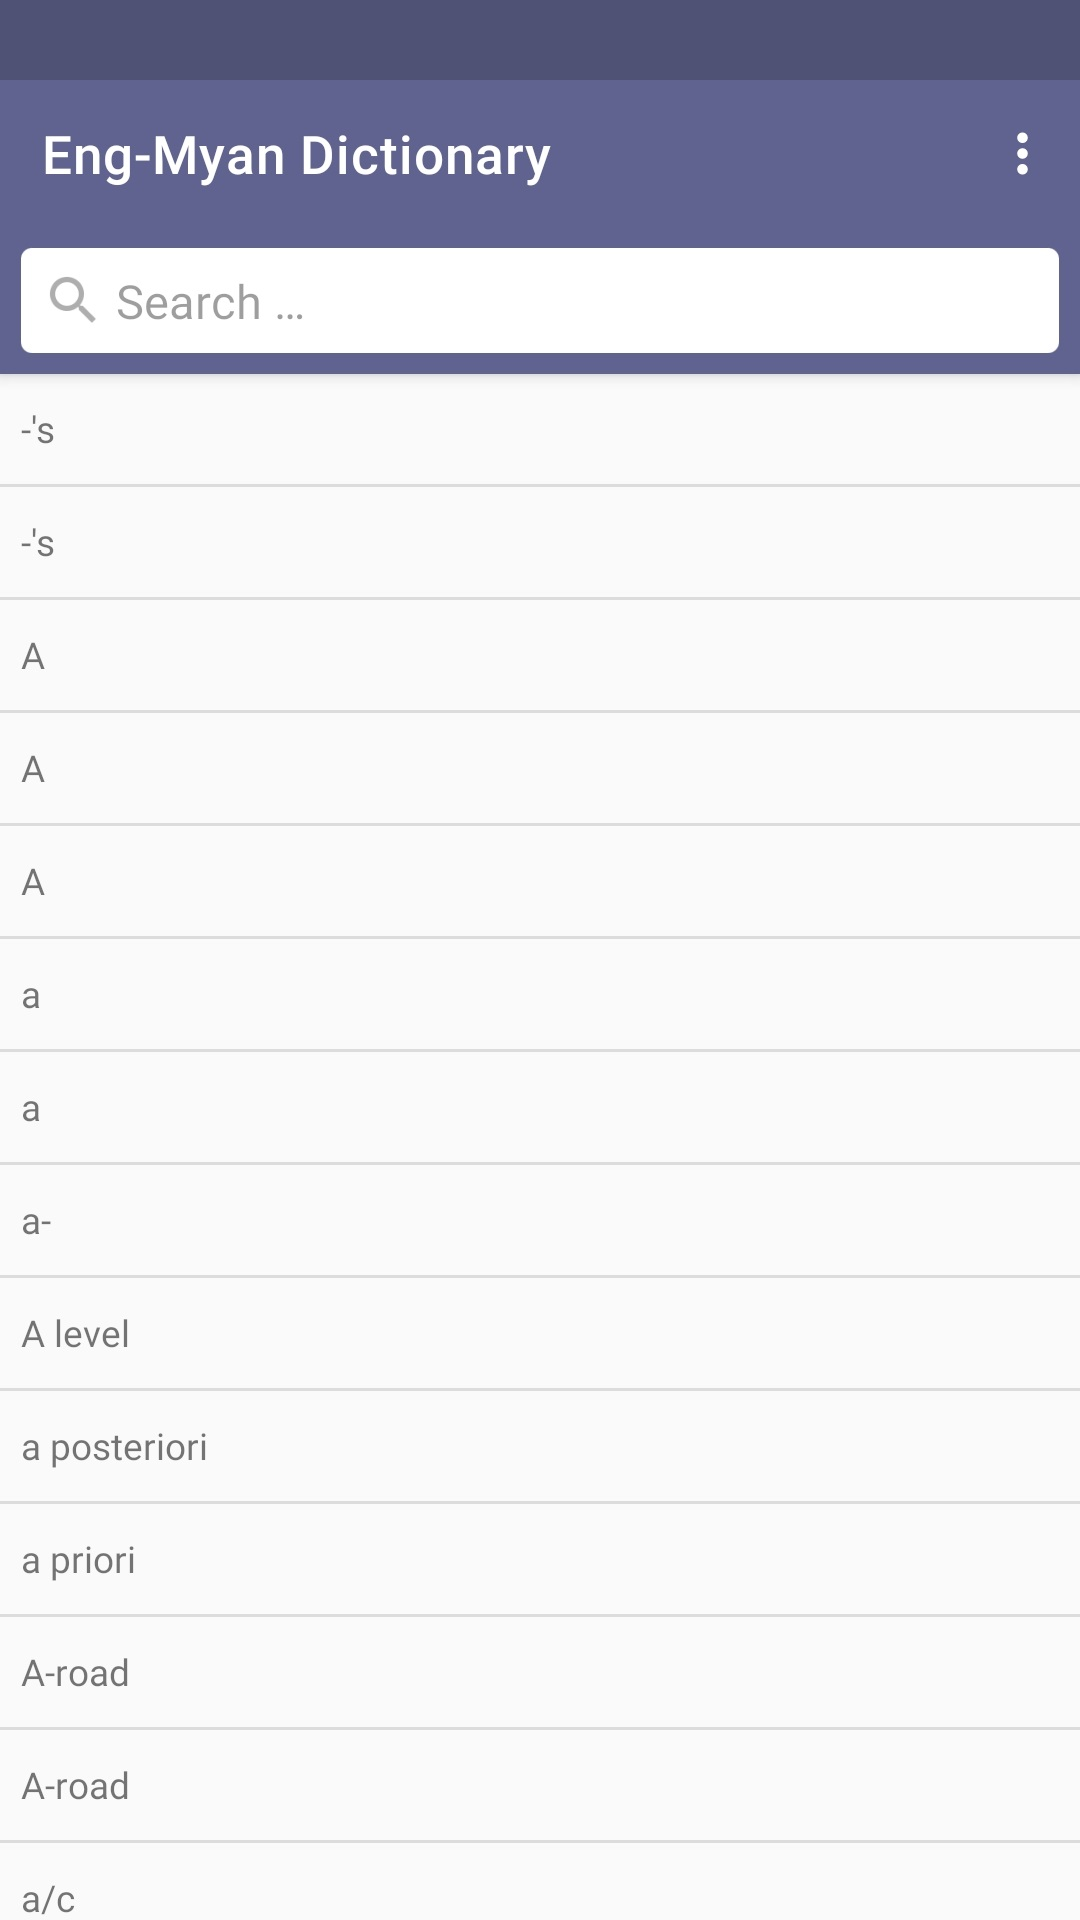 Eng-Myan Dictionary
Search ...
-'s
-'s
A
A
A
a
a
a-
A level
a posteriori
a priori
A-road
A-road
a/c